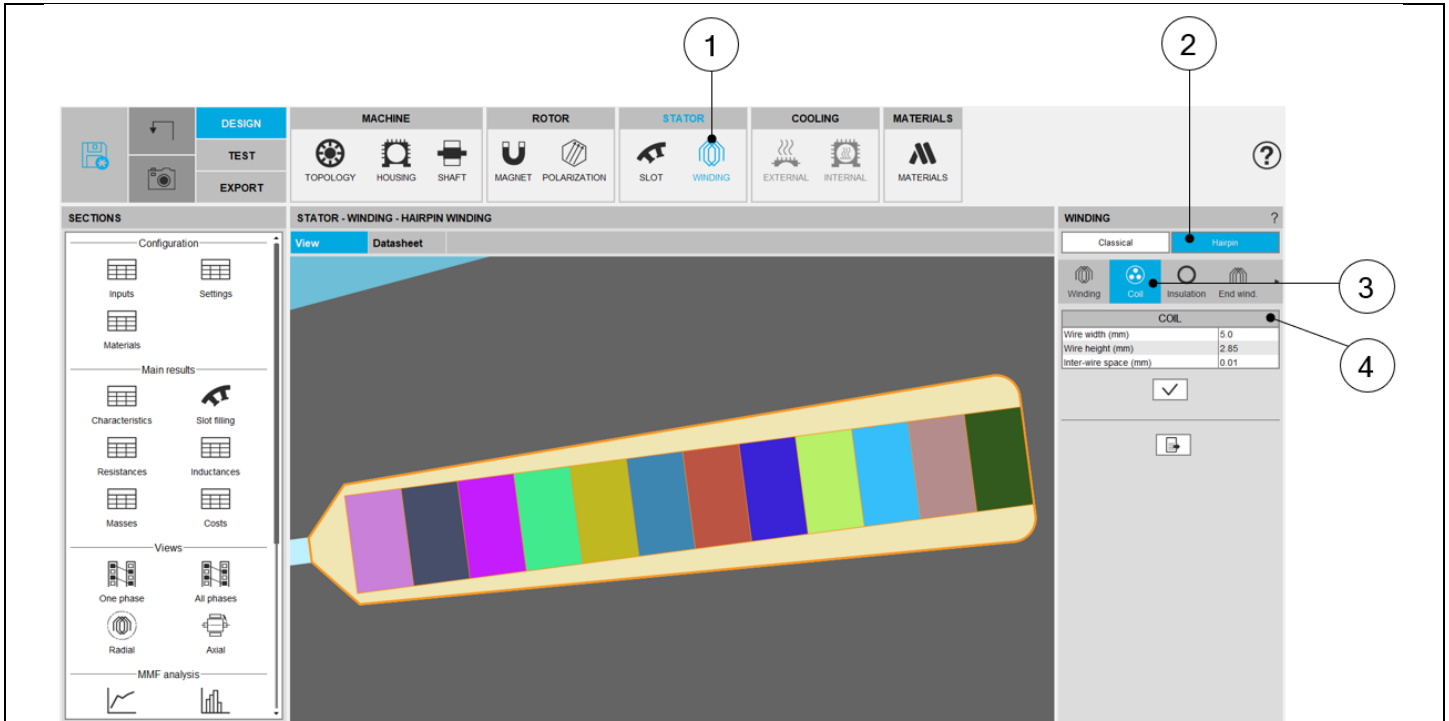 1
2
DESIGN
TEST
EXPORT
MACHINE
TOPOLOGY
HOUSING
SHAFT
ROTOR
MAGNET
POLARIZATION
STATOR
SLOT
WINDING
COOLING
EXTERNAL
INTERNAL
MATERIALS
MATERIALS
?
SECTIONS
Configuration
Inputs
Settings
Materials
Main results
Characteristics
Slot filling
Resistances
Inductances
Masses
Costs
Views
One phase
All phases
Radial
Axial
MMF analysis
STATOR - WINDING - HAIRPIN WINDING
View
Datasheet
WINDING ?
Classical
Hairpin
Winding
Coil
Insulation
End wind.
3
COIL
Wire width (mm) 5.0
Wire height (mm) 2.85
Inter-wire space (mm) 0.01
4